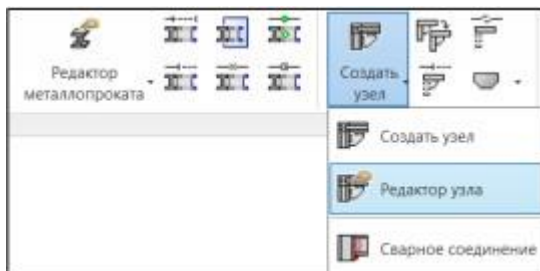 Редактор
металлопроката
Создать
узел
Создать узел
Редактор узла
Сварное соединение